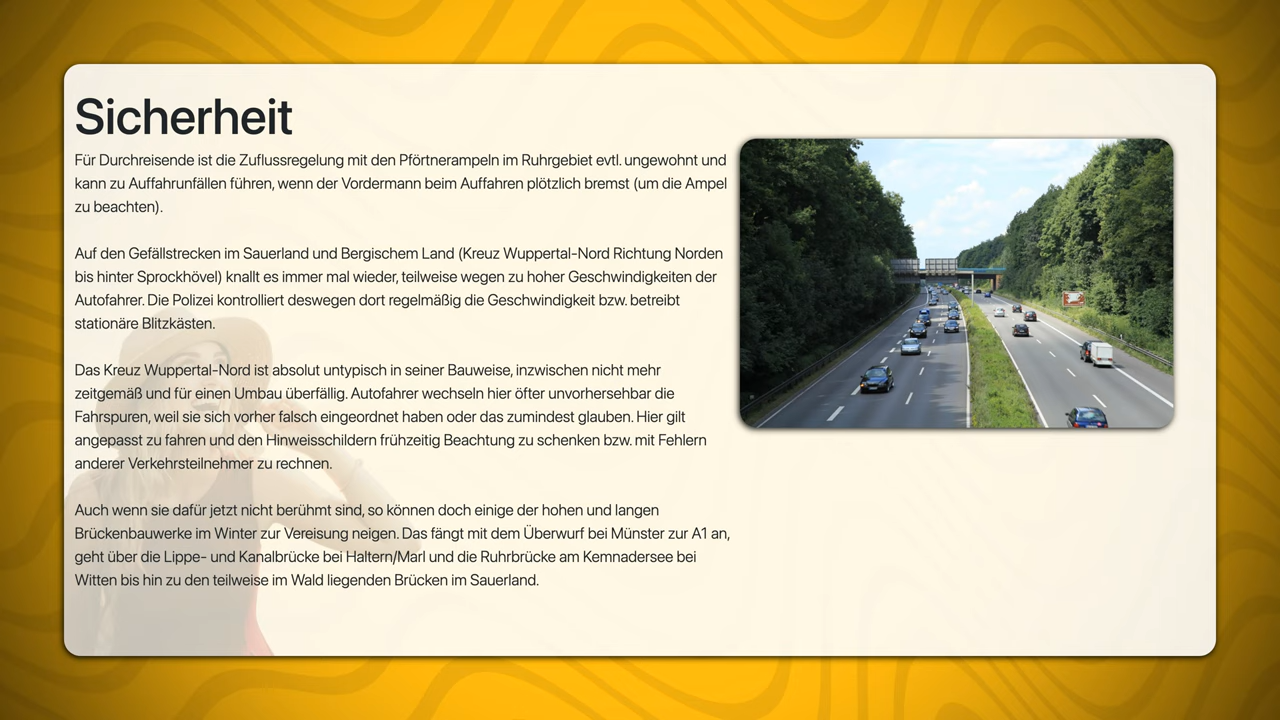 Sicherheit
Für Durchreisende ist die Zuflussregelung mit den Pförtnerampeln im Ruhrgebiet evtl. ungewohnt und
kann zu Auffahrunfällen führen, wenn der Vordermann beim Auffahren plötzlich bremst (um die Ampel
zu beachten).
Auf den Gefällstrecken im Sauerland und Bergischem Land (Kreuz Wuppertal-Nord Richtung Norden
bis hinter Sprockhövel) knallt es immer mal wieder, teilweise wegen zu hoher Geschwindigkeiten der
Autofahrer. Die Polizei kontrolliert deswegen dort regelmäßig die Geschwindigkeit bzw. betreibt
stationäre Blitzkästen.
Das Kreuz Wuppertal-Nord ist absolut untypisch in seiner Bauweise, inzwischen nicht mehr
zeitgemäß und für einen Umbau überfällig. Autofahrer wechseln hier öfter unvorhersehbar die
Fahrspuren, weil sie sich vorher falsch eingeordnet haben oder das zumindest glauben. Hier gilt
angepasst zu fahren und den Hinweisschildern frühzeitig Beachtung zu schenken bzw. mit Fehlern
anderer Verkehrsteilnehmer zu rechnen.
Auch wenn sie dafür jetzt nicht berühmt sind, so können doch einige der hohen und langen
Brückenbauwerke im Winter zur Vereisung neigen. Das fängt mit dem Überwurf bei Münster zur A1 an,
geht über die Lippe- und Kanalbrücke bei Haltern/Marl und die Ruhrbrücke am Kemnadersee bei
Witten bis hin zu den teilweise im Wald liegenden Brücken im Sauerland.